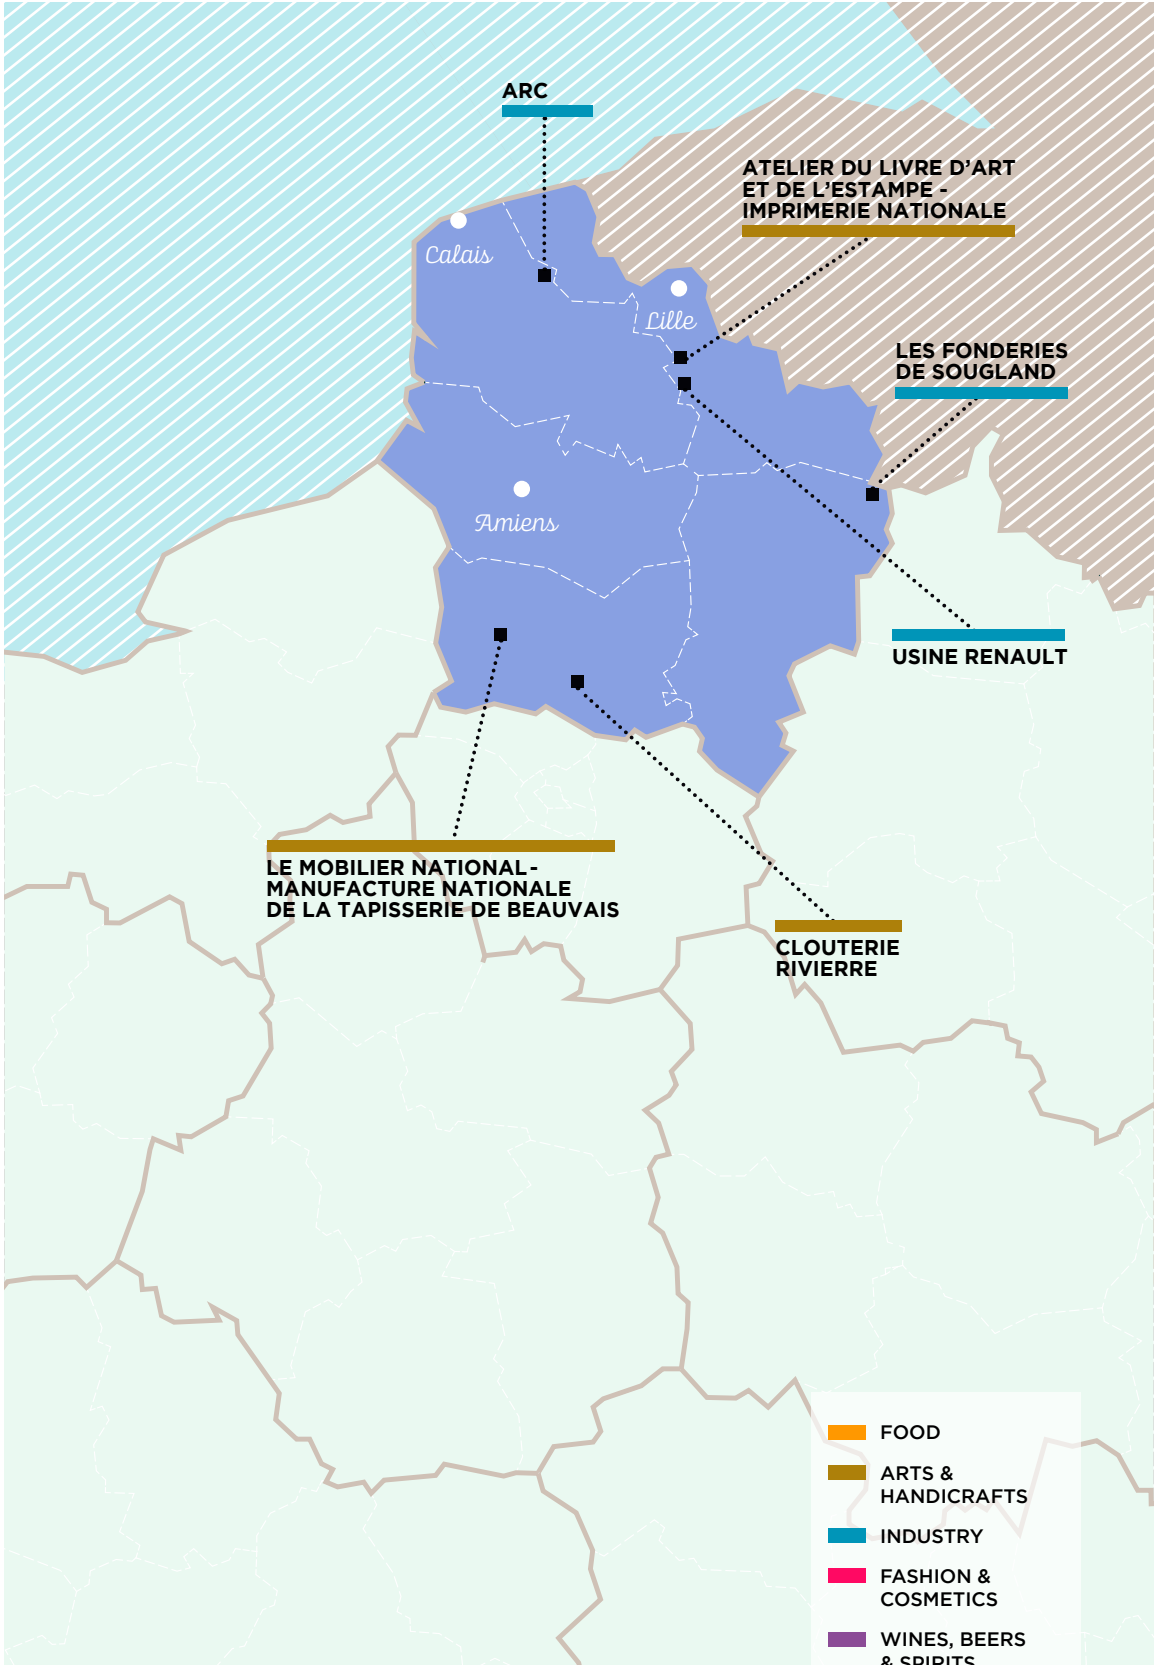 ARC
ATELIER DU LIVRE D’ART
ET DE L’ESTAMPE -
IMPRIMERIE NATIONALE
Calais
Lille
LES FONDERIES
DE SOUGLAND
Amiens
USINE RENAULT
LE MOBILIER NATIONAL-
MANUFACTURE NATIONALE
DE LA TAPISSERIE DE BEAUVAIS
CLOUTERIE
RIVIERRE
FOOD
ARTS &
HANDICRAFTS
INDUSTRY
FASHION &
COSMETICS
WINES, BEERS
& SPIRITS